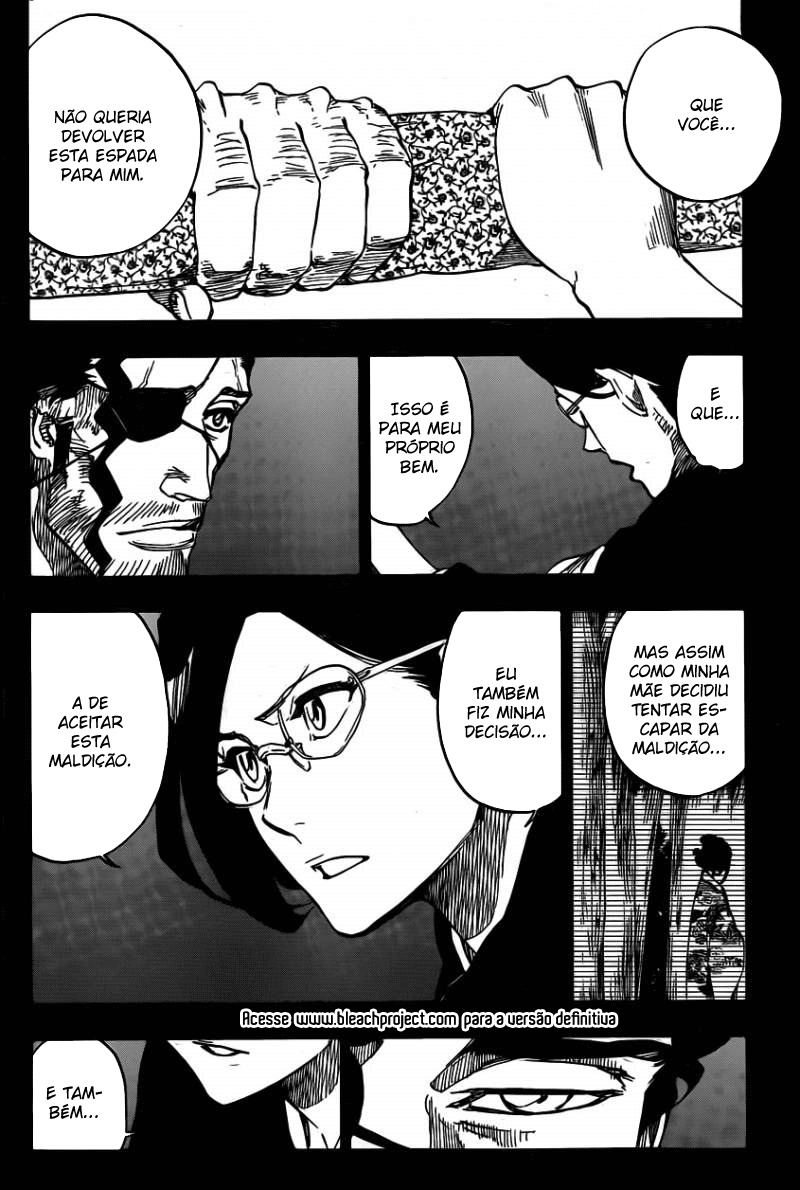 QUE
VOCÊ...
NÃO QUERIA
DEVOLVER
ESTA ESPADA
PARA MIM.
E
QUE...
ISSO É
PARA MEU
PRÓPRIO
BEM.
MAS ASSIM
COMO MINHA
MÃE DECIDIU
TENTAR ES-
CAPAR DA
MALDIÇÃO...
EU
TAMBÉM
FIZ MINHA
DECISÃO...
A DE
ACEITAR
ESTA
MALDIÇÃO.
Acesse www.bleachproject.com para a versão definitiva
E TAM-
BÉM...